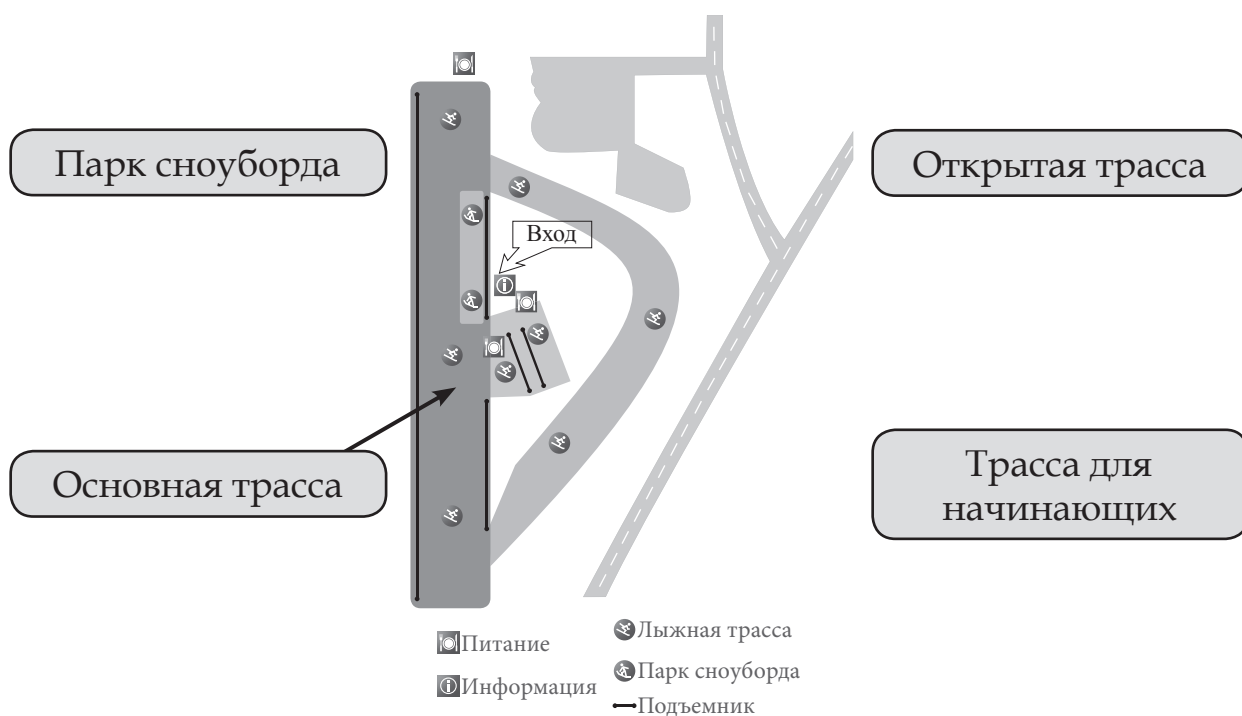 Парк сноуборда
Открытая трасса
Вход
Основная трасса
Трасса для
начинающих
Питание
Лыжная трасса
Информация
Парк сноуборда
Подъемник